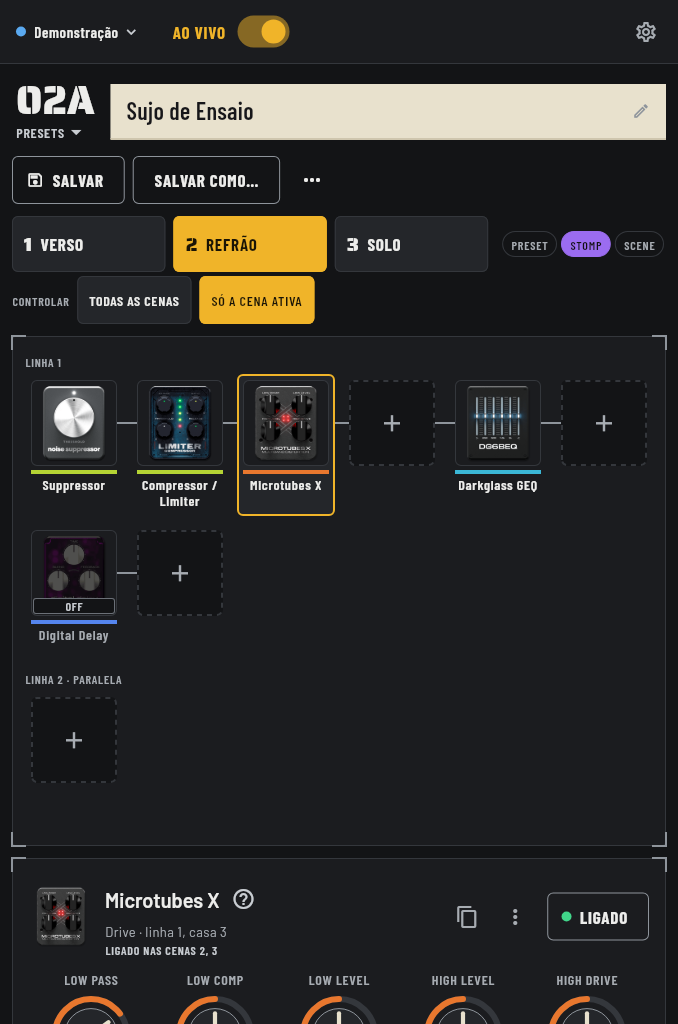 Demonstração
AO VIVO
02A
Sujo de Ensaio
PRESETS
SALVAR
SALVAR COMO...
1 VERSO
2 REFRÃO
3 SOLO
PRESET
STOMP
SCENE
CONTROLAR
TODAS AS CENAS
SÓ A CENA ATIVA
LINHA 1
noise suppressor
LIMITER
MICROTUBES X
DG6BEQ
Suppressor
Compressor /
Limiter
Microtubes X
Darkglass GEQ
OFF
Digital Delay
LINHA 2 · PARALELA
Microtubes X
Drive · linha 1, casa 3
LIGADO NAS CENAS 2, 3
LIGADO
LOW PASS
LOW COMP
LOW LEVEL
HIGH LEVEL
HIGH DRIVE